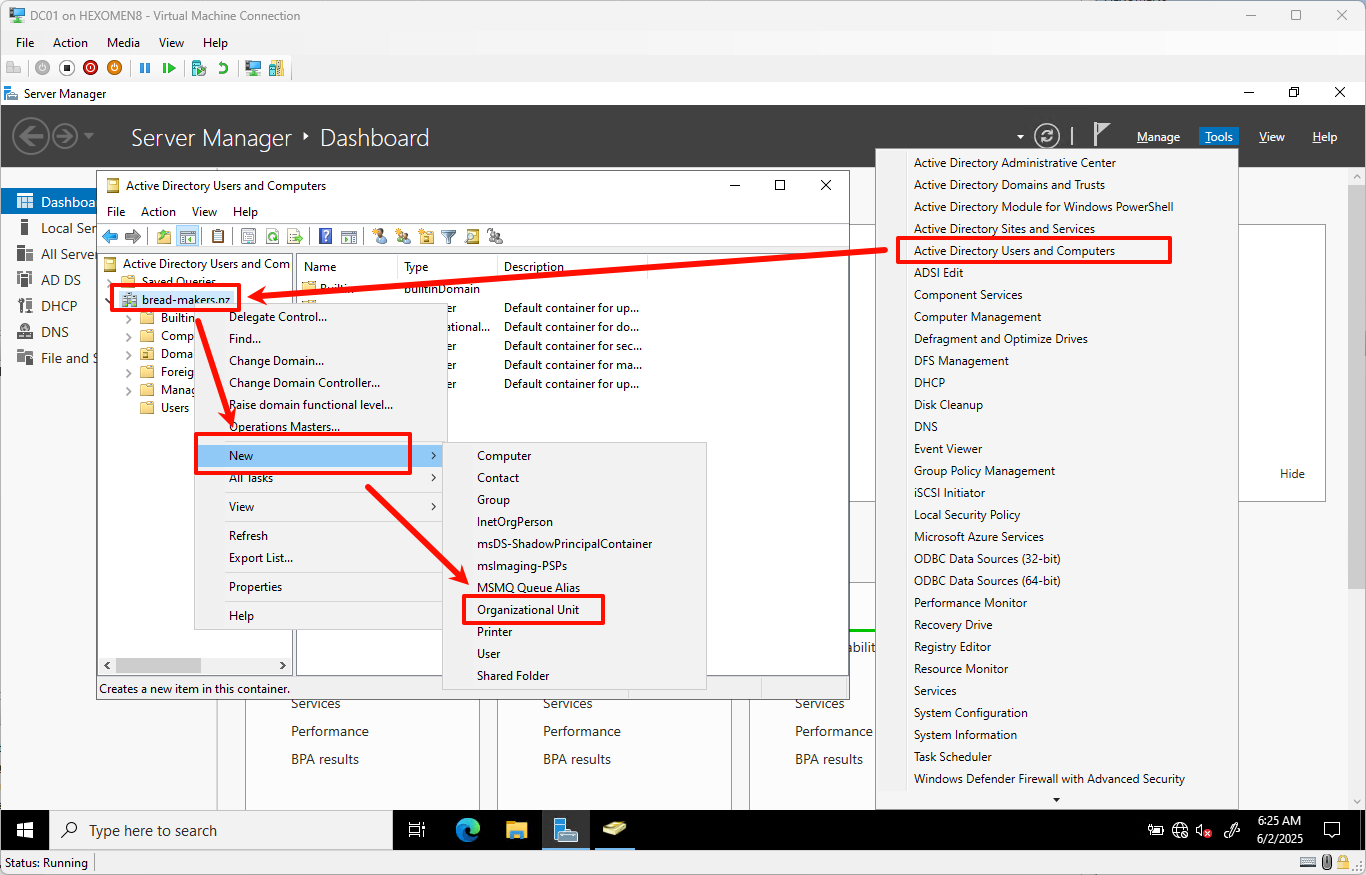 DC01 on HEXOMEN8 - Virtual Machine Connection
File Action Media View Help
Server Manager
Server Manager Dashboard
Manage Tools View Help
Dashboa
Local Ser
All Server
AD DS
DHCP
DNS
File and S
Active Directory Users and Computers
File Action View Help
Active Directory Users and Com
Saved Queries
bread-makers.nz
Builtin
Comp
Doma
Foreig
Manag
Users
Name Type Description
Builtin builtinDomain
er Default container for up...
ational... Default container for do...
er Default container for sec...
er Default container for ma...
er Default container for up...
Delegate Control...
Find...
Change Domain...
Change Domain Controller...
Raise domain functional level...
Operations Masters...
New
All Tasks
View
Refresh
Export List...
Properties
Help
Computer
Contact
Group
InetOrgPerson
msDS-ShadowPrincipalContainer
msImaging-PSPs
MSMQ Queue Alias
Organizational Unit
Printer
User
Shared Folder
Creates a new item in this container.
Active Directory Administrative Center
Active Directory Domains and Trusts
Active Directory Module for Windows PowerShell
Active Directory Sites and Services
Active Directory Users and Computers
ADSI Edit
Component Services
Computer Management
Defragment and Optimize Drives
DFS Management
DHCP
Disk Cleanup
DNS
Event Viewer
Group Policy Management
iSCSI Initiator
Local Security Policy
Microsoft Azure Services
ODBC Data Sources (32-bit)
ODBC Data Sources (64-bit)
Performance Monitor
Recovery Drive
Registry Editor
Resource Monitor
Services
System Configuration
System Information
Task Scheduler
Windows Defender Firewall with Advanced Security
Hide
abilit
Services Services Services
Performance Performance Performance
BPA results BPA results BPA results
Type here to search
6:25 AM
6/2/2025
Status: Running